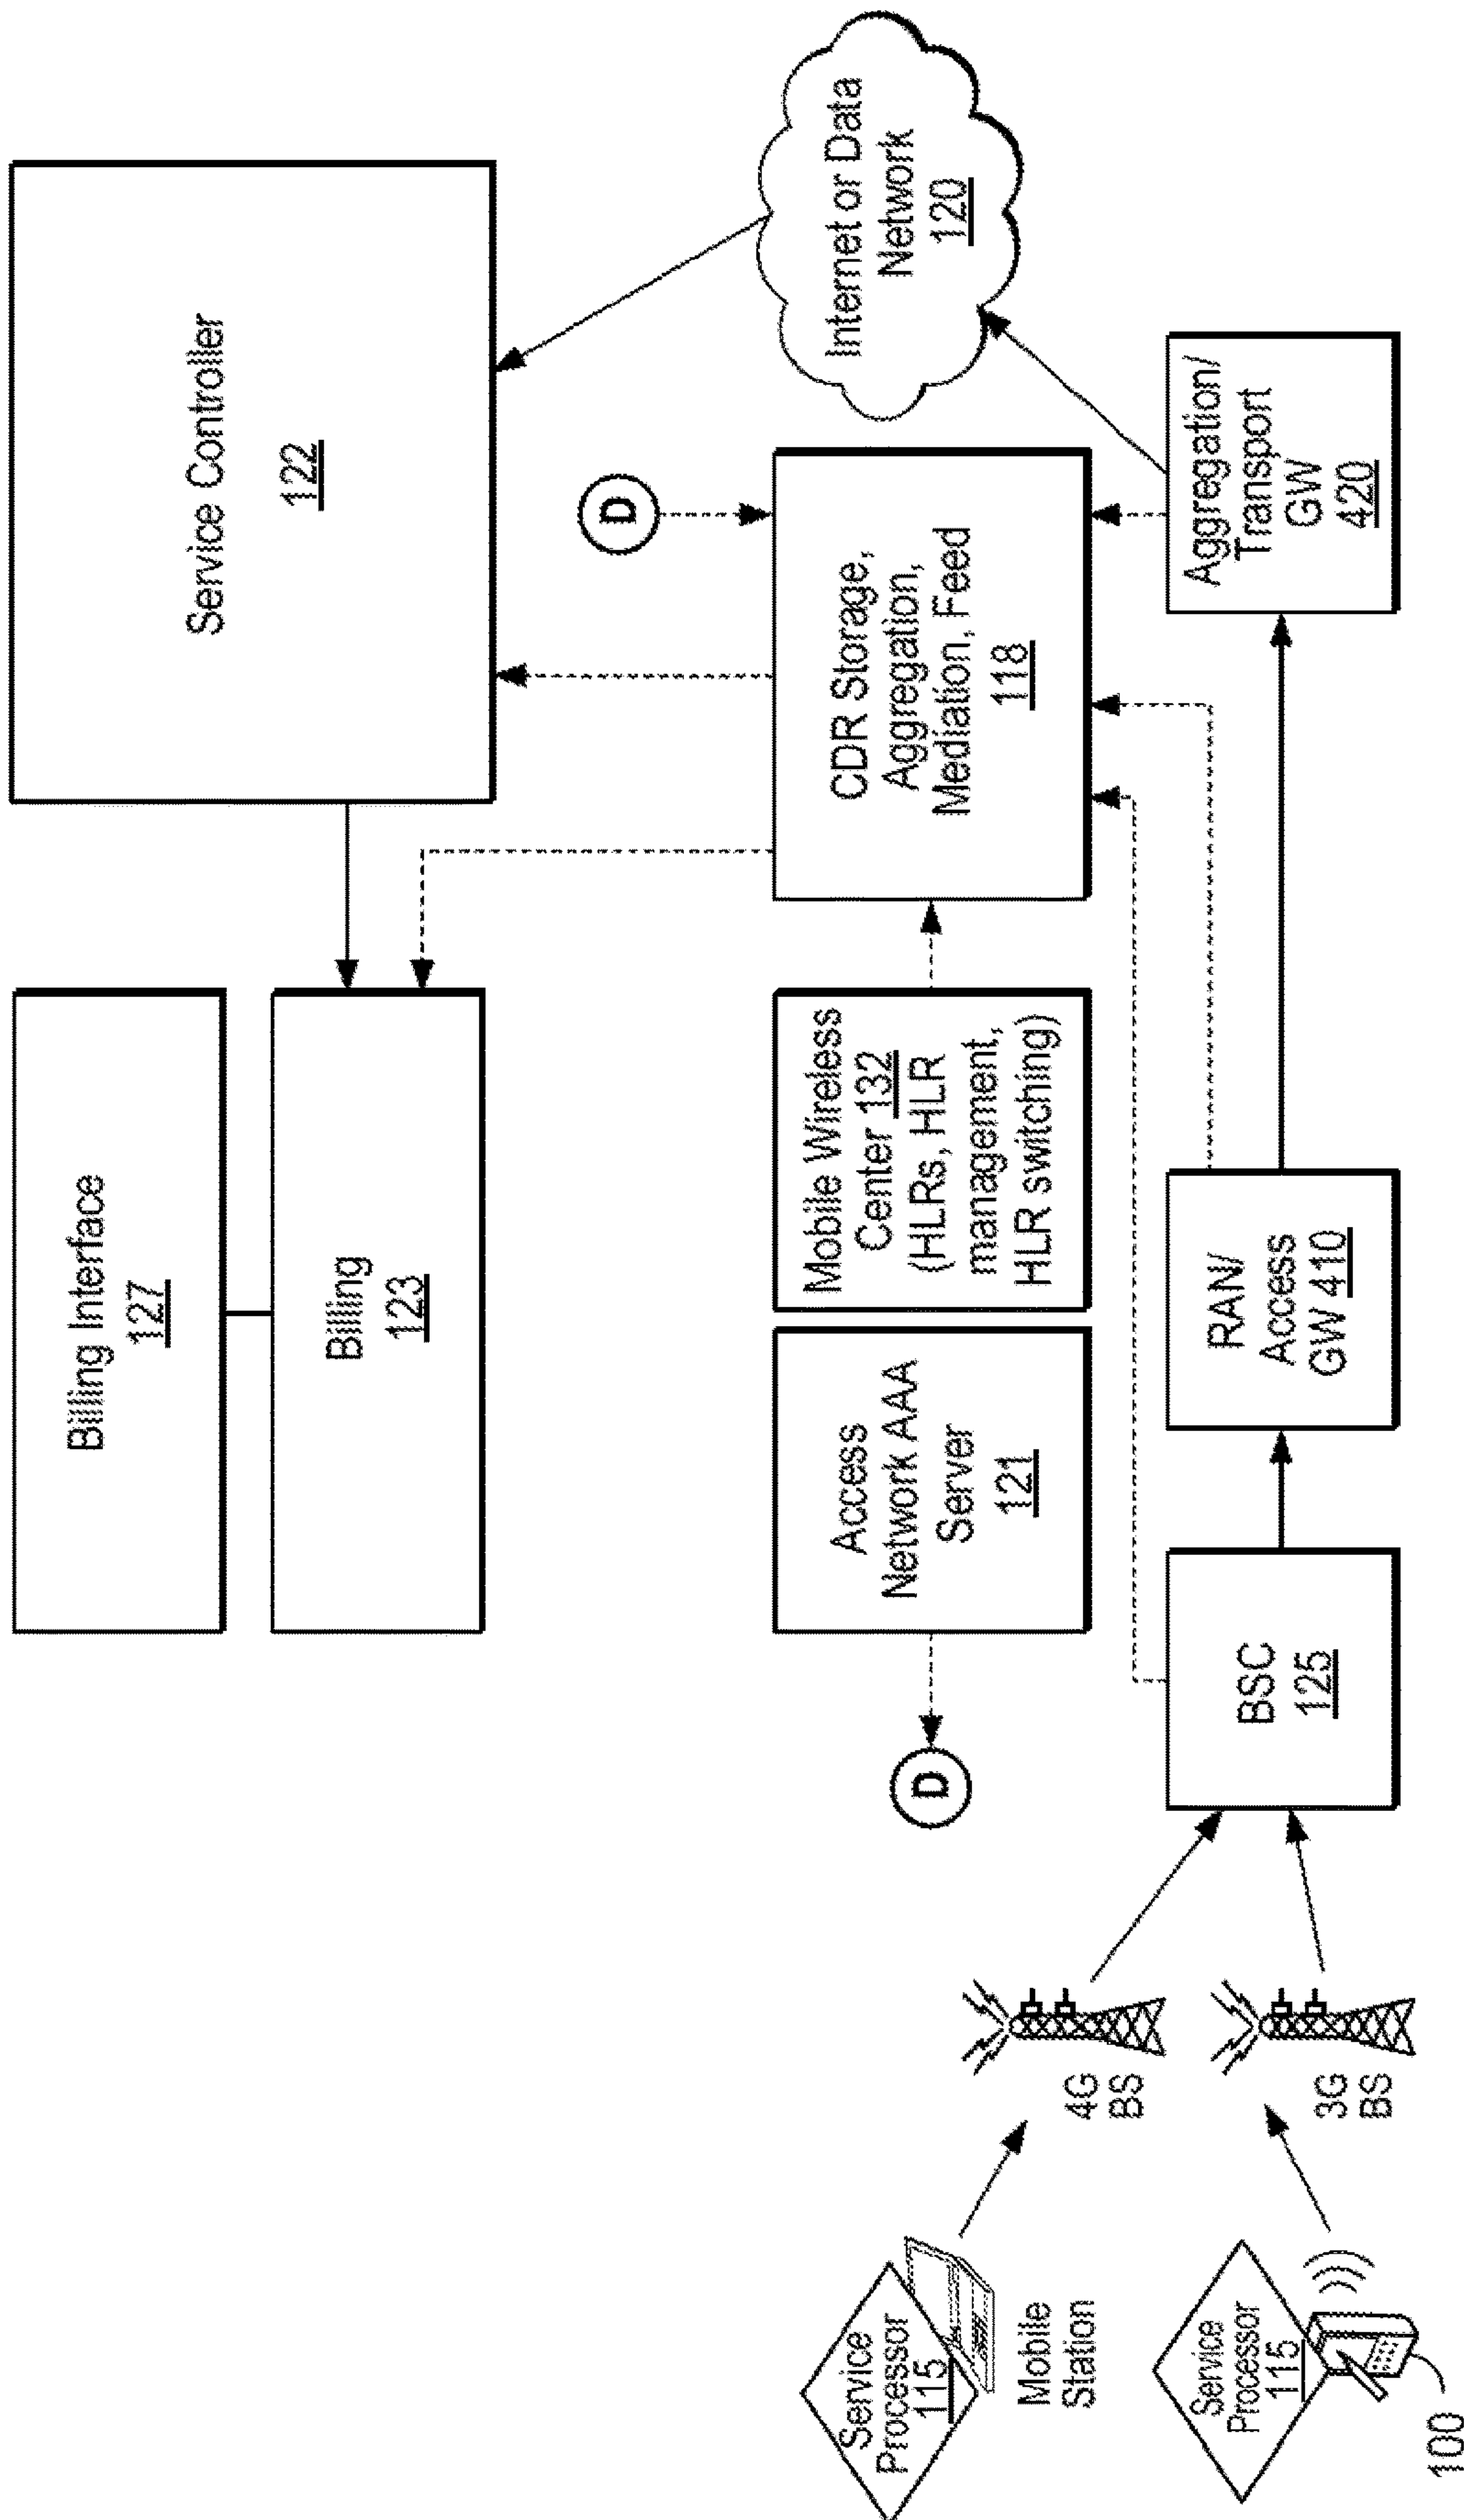 Billing Interface
127
Billing
123
Service Controller
122
D
Access
Network AAA
Server
121
Mobile Wireless
Center 132
(HLRs, HLR
management,
HLR switching)
CDR Storage,
Aggregation,
Mediation, Feed
118
D
Internet or Data
Network
120
Service
Processor
115
Mobile
Station
4G
BS
Service
Processor
115
100
3G
BS
BSC
125
RAN/
Access
GW 410
Aggregation/
Transport
GW
420